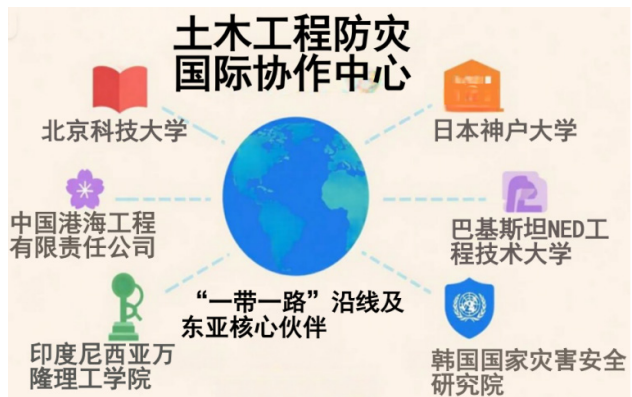 土木工程防灾
国际协作中心
北京科技大学
日本神户大学
中国港海工程
有限责任公司
巴基斯坦NED工
程技术大学
“一带一路”沿线及
东亚核心伙伴
印度尼西亚万
隆理工学院
韩国国家灾害安全
研究院